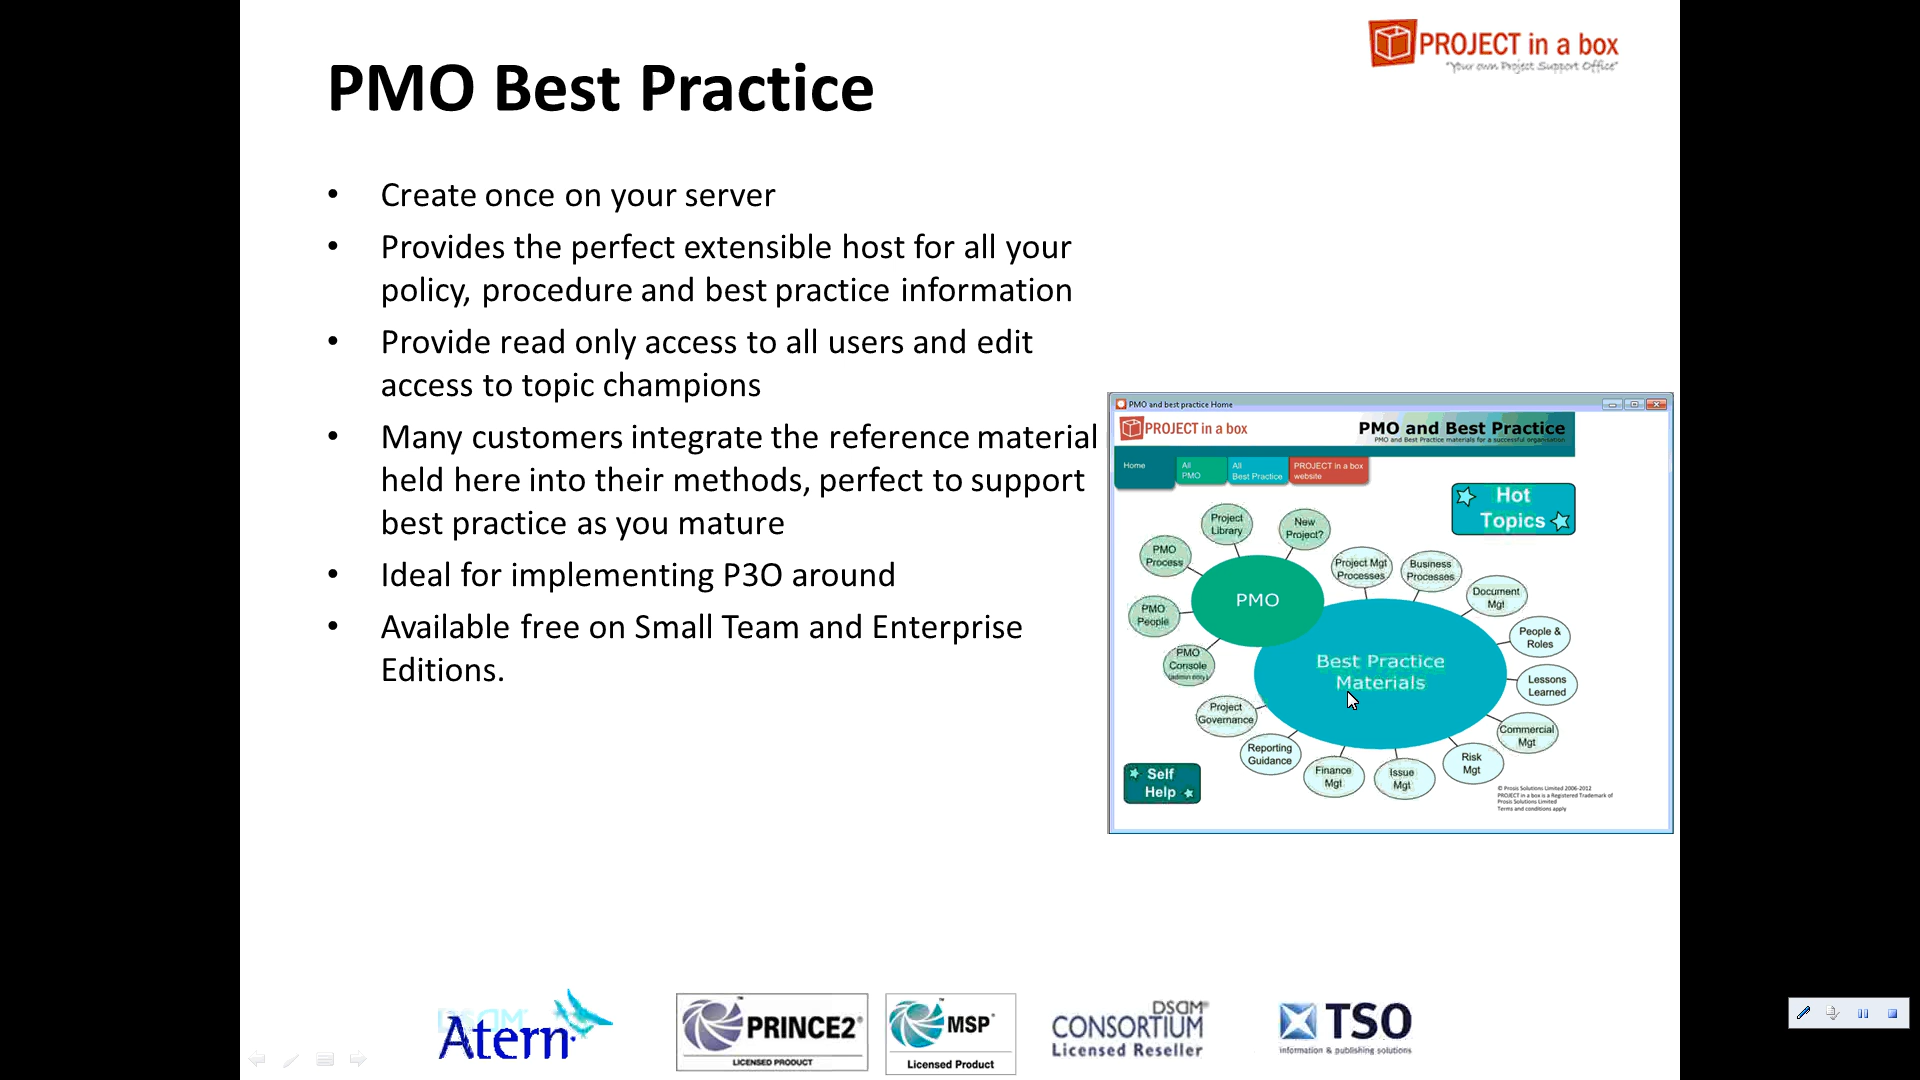 PROJECT in a box
"Your own Project Support Office"
PMO Best Practice
• Create once on your server
• Provides the perfect extensible host for all your
policy, procedure and best practice information
• Provide read only access to all users and edit
access to topic champions
• Many customers integrate the reference material
held here into their methods, perfect to support
best practice as you mature
• Ideal for implementing P3O around
• Available free on Small Team and Enterprise
Editions.
PMO and best practice Home
PROJECT in a box
PMO and Best Practice
PMO and Best Practice materials for a successful organisation
Home
All
PMO
All
Best Practice
PROJECT in a box
website
Hot
Topics
Project
Library
New
Project?
PMO
Process
Project Mgt
Processes
Business
Processes
PMO
Document
Mgt
PMO
People
People &
Roles
PMO
Console
(admin only)
Best Practice
Materials
Lessons
Learned
Project
Governance
Commercial
Mgt
Reporting
Guidance
Risk
Mgt
Finance
Mgt
Issue
Mgt
Self
Help
© Prosis Solutions Limited 2006-2012
PROJECT in a box is a Registered Trademark of
Prosis Solutions Limited
Terms and conditions apply
DSDM
Atern
PRINCE2®
LICENSED PRODUCT
MSP®
Licensed Product
DSDM®
CONSORTIUM
Licensed Reseller
TSO
information & publishing solutions